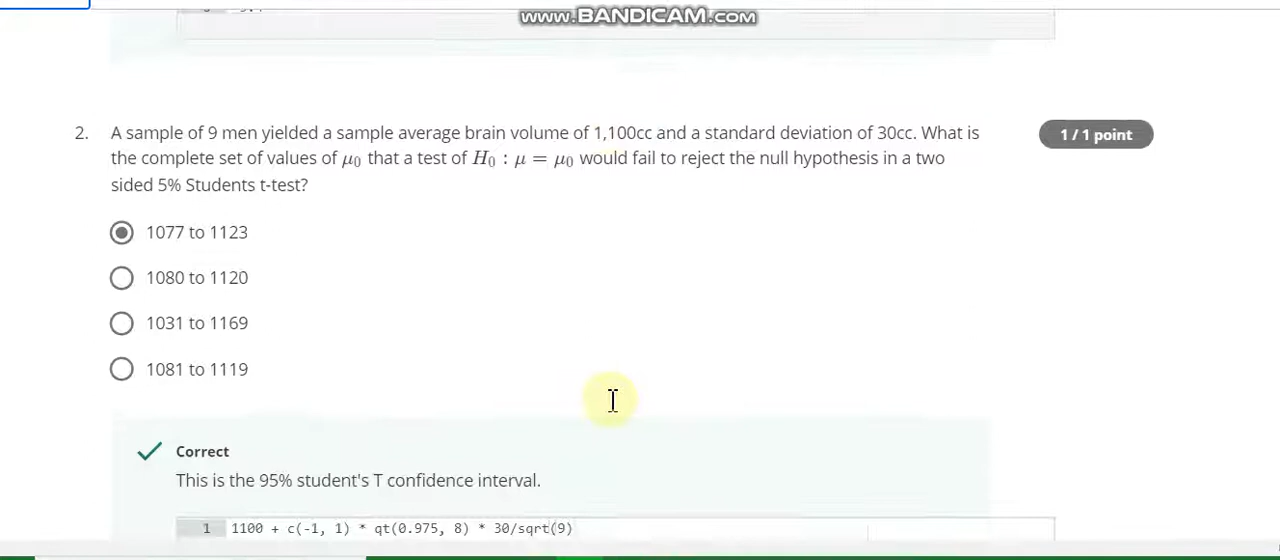 www.BANDICAM.com
2. A sample of 9 men yielded a sample average brain volume of 1,100cc and a standard deviation of 30cc. What is
1 / 1 point
the complete set of values of μ₀ that a test of H₀ : μ = μ₀ would fail to reject the null hypothesis in a two
sided 5% Students t-test?
1077 to 1123
1080 to 1120
1031 to 1169
1081 to 1119
Correct
This is the 95% student's T confidence interval.
1 1100 + c(-1, 1) * qt(0.975, 8) * 30/sqrt(9)